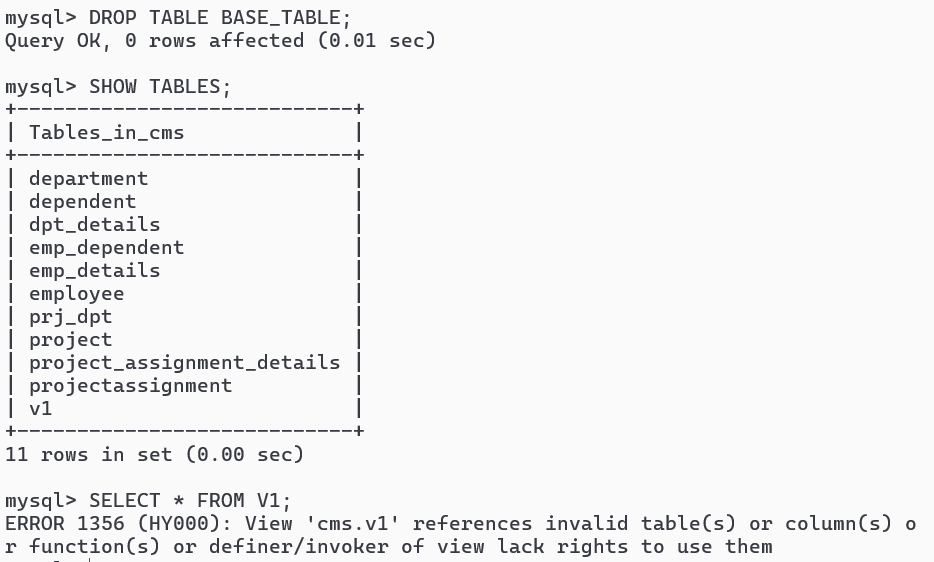 mysql> DROP TABLE BASE_TABLE;
Query OK, 0 rows affected (0.01 sec)
mysql> SHOW TABLES;
+----------------------------+
| Tables_in_cms              |
+----------------------------+
| department                 |
| dependent                  |
| dpt_details                |
| emp_dependent              |
| emp_details                |
| employee                   |
| prj_dpt                    |
| project                    |
| project_assignment_details |
| projectassignment          |
| v1                         |
+----------------------------+
11 rows in set (0.00 sec)
mysql> SELECT * FROM V1;
ERROR 1356 (HY000): View 'cms.v1' references invalid table(s) or column(s) o
r function(s) or definer/invoker of view lack rights to use them